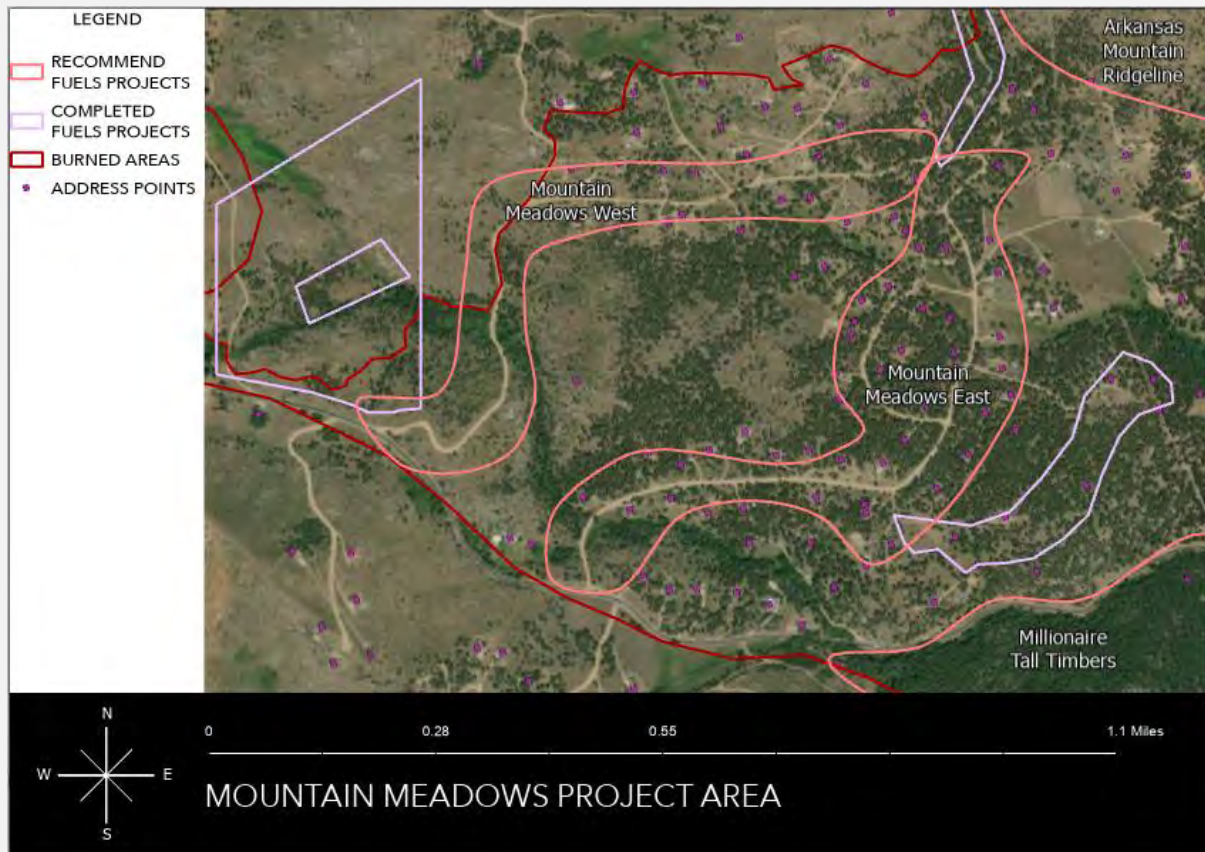 LEGEND
RECOMMEND
FUELS PROJECTS
COMPLETED
FUELS PROJECTS
BURNED AREAS
ADDRESS POINTS
Arkansas
Mountain
Ridgeline
Mountain
Meadows West
Mountain
Meadows East
Millionaire
Tall Timbers
N
W
E
S
0
0.28
0.55
1.1 Miles
MOUNTAIN MEADOWS PROJECT AREA